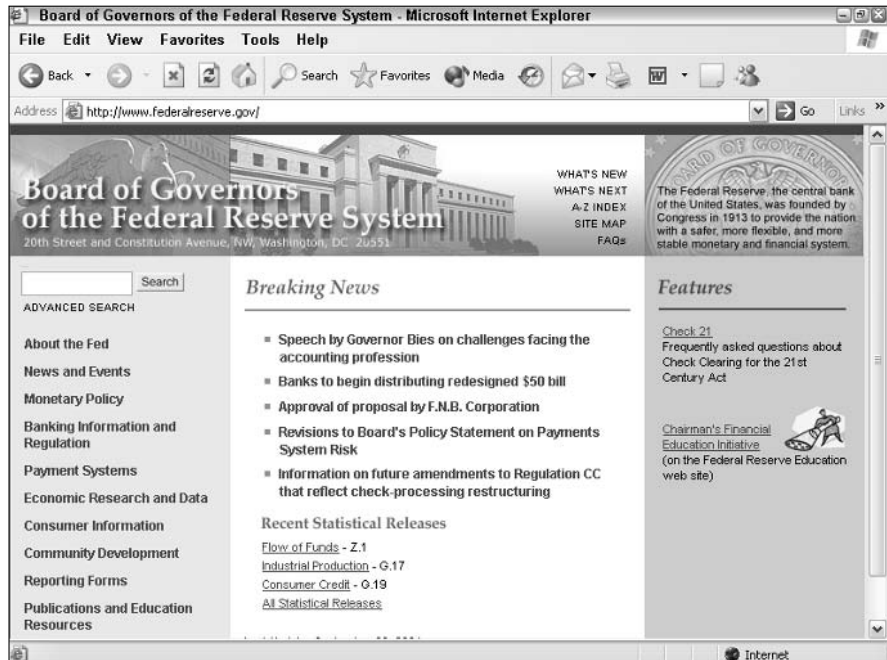 Board of Governors of the Federal Reserve System - Microsoft Internet Explorer
File Edit View Favorites Tools Help
Back Search Favorites Media
Address http://www.federalreserve.gov/ Go Links »
Board of Governors
of the Federal Reserve System
20th Street and Constitution Avenue, NW, Washington, DC 20551
WHAT'S NEW
WHAT'S NEXT
A-Z INDEX
SITE MAP
FAQs
BOARD OF GOVERNORS
The Federal Reserve, the central bank
of the United States, was founded by
Congress in 1913 to provide the nation
with a safer, more flexible, and more
stable monetary and financial system.
Search
ADVANCED SEARCH
About the Fed
News and Events
Monetary Policy
Banking Information and
Regulation
Payment Systems
Economic Research and Data
Consumer Information
Community Development
Reporting Forms
Publications and Education
Resources
Breaking News
Speech by Governor Bies on challenges facing the
accounting profession
Banks to begin distributing redesigned $50 bill
Approval of proposal by F.N.B. Corporation
Revisions to Board's Policy Statement on Payments
System Risk
Information on future amendments to Regulation CC
that reflect check-processing restructuring
Recent Statistical Releases
Flow of Funds - Z.1
Industrial Production - G.17
Consumer Credit - G.19
All Statistical Releases
Features
Check 21
Frequently asked questions about
Check Clearing for the 21st
Century Act
Chairman's Financial
Education Initiative
(on the Federal Reserve Education
web site)
Internet